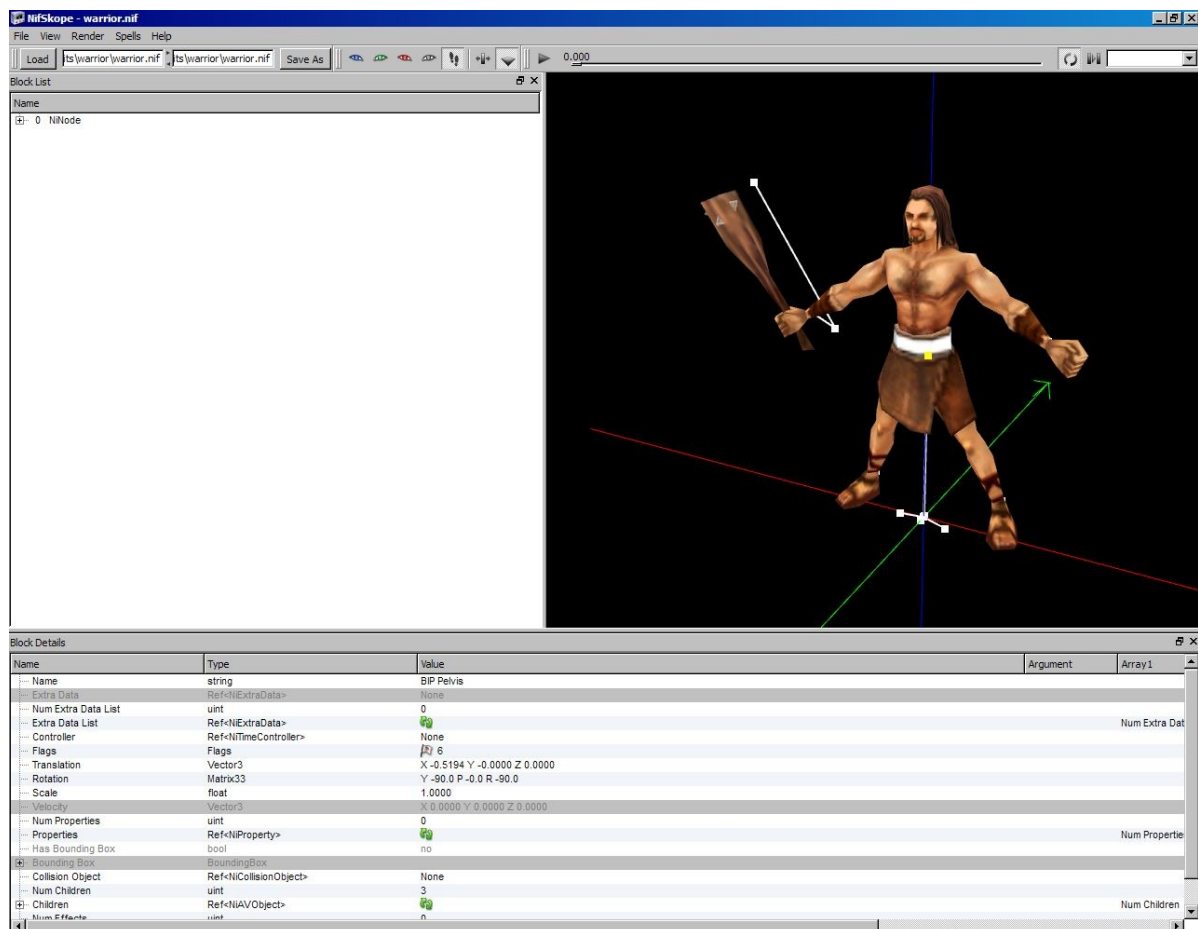 NifSkope - warrior.nif
File View Render Spells Help
Load its\warrior\warrior.nif its\warrior\warrior.nif Save As 0.000
Block List
Name
0 NiNode
Block Details
Name Type Value Argument Array1
Name string BIP Pelvis
Extra Data Ref<NiExtraData> None
Num Extra Data List uint 0
Extra Data List Ref<NiExtraData> Num Extra Dat
Controller Ref<NiTimeController> None
Flags Flags 6
Translation Vector3 X -0.5194 Y -0.0000 Z 0.0000
Rotation Matrix33 Y -90.0 P -0.0 R -90.0
Scale float 1.0000
Velocity Vector3 X 0.0000 Y 0.0000 Z 0.0000
Num Properties uint 0
Properties Ref<NiProperty> Num Propertie
Has Bounding Box bool no
Bounding Box BoundingBox
Collision Object Ref<NiCollisionObject> None
Num Children uint 3
Children Ref<NiAVObject> Num Children
Num Effects uint 0